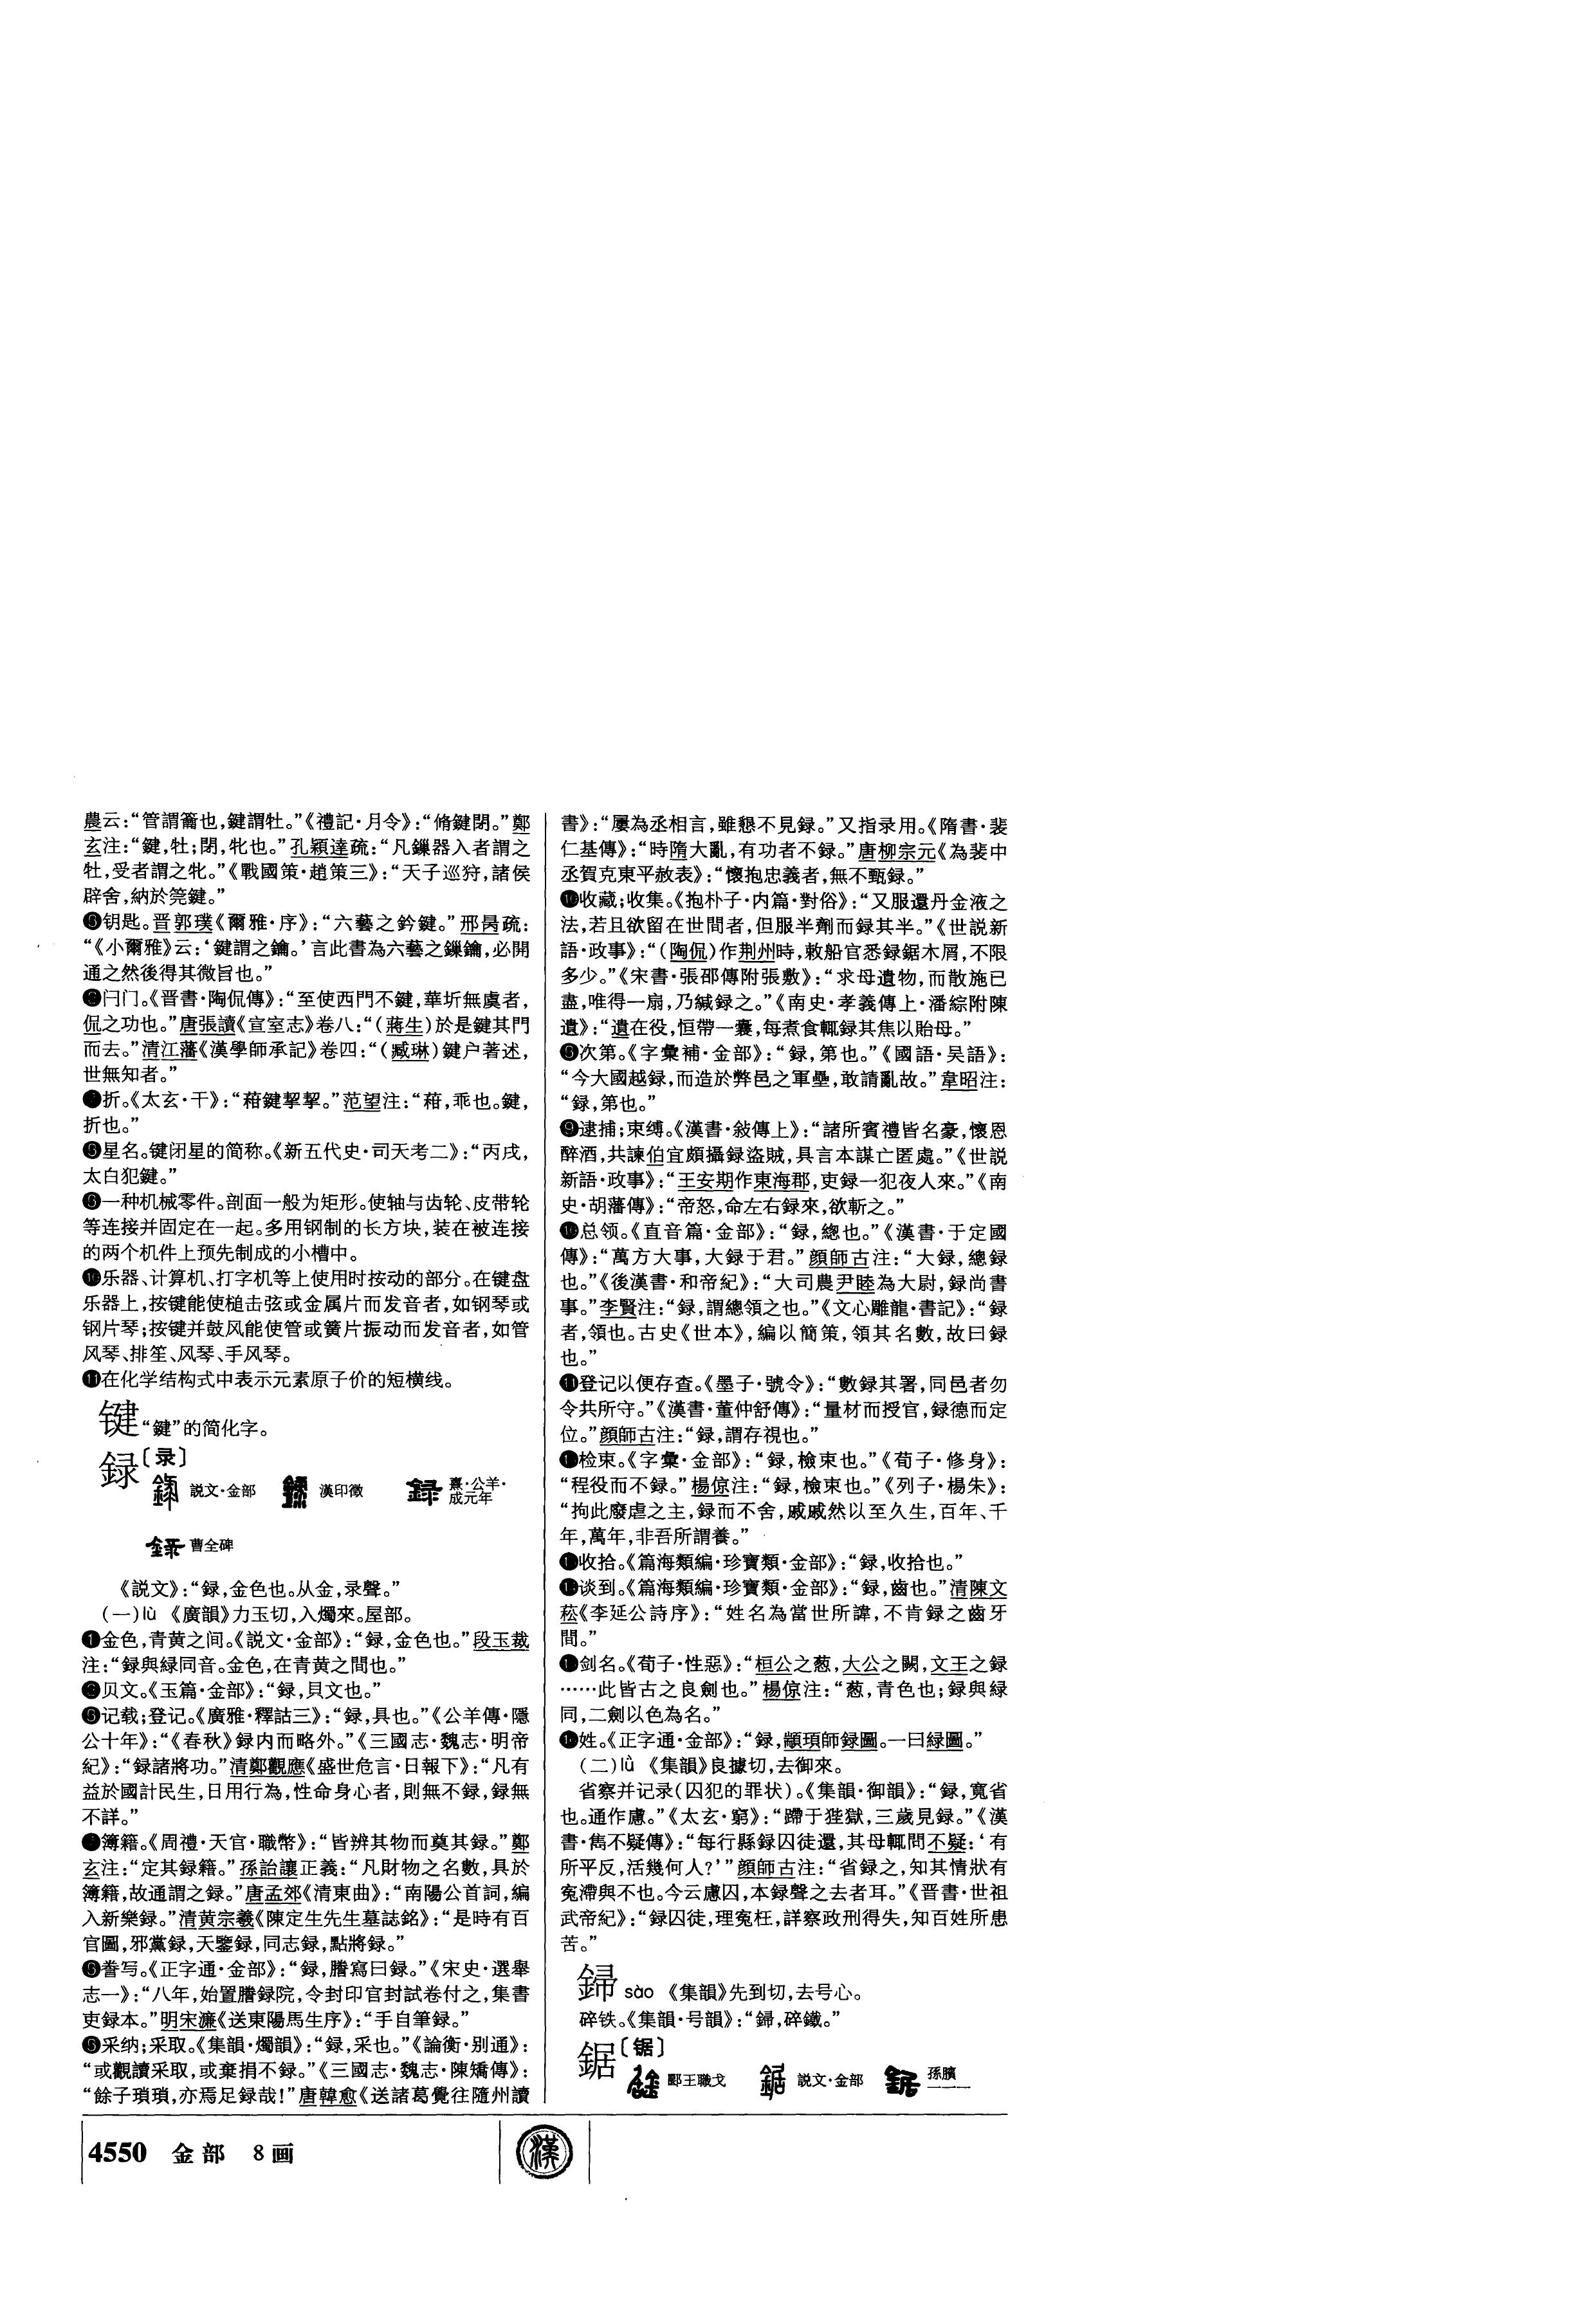 農云：“管謂籥也，鍵謂牡。”《禮記·月令》：“脩鍵閉。”鄭
玄注：“鍵，牡；閉，牝也。”孔穎達疏：“凡鏁器入者謂之
牡，受者謂之牝。”《戰國策·趙策三》：“天子巡狩，諸侯
辟舍，納於筦鍵。”
钥匙。晋郭璞《爾雅·序》：“六藝之鈐鍵。”邢昺疏：
“《小爾雅》云：‘鍵謂之鑰。’言此書為六藝之鏁鑰，必開
通之然後得其微旨也。”
闩门。《晋書·陶侃傳》：“至使西門不鍵，華圻無虞者，
侃之功也。”唐張讀《宣室志》卷八：“（蔣生）於是鍵其門
而去。”清江藩《漢學師承記》卷四：“（臧琳）鍵户著述，
世無知者。”
折。《太玄·干》：“䅥鍵挈挈。”范望注：“䅥，乖也。鍵，
折也。”
星名。键闭星的简称。《新五代史·司天考二》：“丙戌，
太白犯鍵。”
一种机械零件。剖面一般为矩形。使轴与齿轮、皮带轮
等连接并固定在一起。多用钢制的长方块，装在被连接
的两个机件上预先制成的小槽中。
❿乐器、计算机、打字机等上使用时按动的部分。在键盘
乐器上，按键能使槌击弦或金属片而发音者，如钢琴或
钢片琴；按键并鼓风能使管或簧片振动而发音者，如管
风琴、排笙、风琴、手风琴。
⓫在化学结构式中表示元素原子价的短横线。
键 “鍵”的简化字。
録〔录〕
説文·金部 漢印徵 熹·公羊·成元年
曹全碑
《説文》：“録，金色也。从金，录聲。”
（一）lù 《廣韻》力玉切，入燭來。屋部。
❶金色，青黄之间。《説文·金部》：“録，金色也。”段玉裁
注：“録與緑同音。金色，在青黄之間也。”
❷贝文。《玉篇·金部》：“録，貝文也。”
❸记载；登记。《廣雅·釋詁三》：“録，具也。”《公羊傳·隱
公十年》：“《春秋》録内而略外。”《三國志·魏志·明帝
紀》：“録諸將功。”清鄭觀應《盛世危言·日報下》：“凡有
益於國計民生，日用行為，性命身心者，則無不録，録無
不詳。”
❹簿籍。《周禮·天官·職幣》：“皆辨其物而奠其録。”鄭
玄注：“定其録籍。”孫詒讓正義：“凡財物之名數，具於
簿籍，故通謂之録。”唐孟郊《清東曲》：“南陽公首詞，編
入新樂録。”清黄宗羲《陳定生先生墓誌銘》：“是時有百
官圖，邪黨録，天鑒録，同志録，點將録。”
❺誊写。《正字通·金部》：“録，謄寫曰録。”《宋史·選舉
志一》：“八年，始置謄録院，令封印官封試卷付之，集書
吏録本。”明宋濂《送東陽馬生序》：“手自筆録。”
❻采纳；采取。《集韻·燭韻》：“録，采也。”《論衡·别通》：
“或觀讀采取，或棄捐不録。”《三國志·魏志·陳矯傳》：
“餘子瑣瑣，亦焉足録哉！”唐韓愈《送諸葛覺往隨州讀
書》：“屢為丞相言，雖懇不見録。”又指录用。《隋書·裴
仁基傳》：“時隋大亂，有功者不録。”唐柳宗元《為裴中
丞賀克東平赦表》：“懷抱忠義者，無不甄録。”
收藏；收集。《抱朴子·内篇·對俗》：“又服還丹金液之
法，若且欲留在世間者，但服半劑而録其半。”《世説新
語·政事》：“（陶侃）作荆州時，敕船官悉録鋸木屑，不限
多少。”《宋書·張邵傳附張敷》：“求母遺物，而散施已
盡，唯得一扇，乃緘録之。”《南史·孝義傳上·潘綜附陳
遺》：“遺在役，恒帶一囊，每煮食輒録其焦以貽母。”
次第。《字彙補·金部》：“録，第也。”《國語·吴語》：
“今大國越録，而造於弊邑之軍壘，敢請亂故。”韋昭注：
“録，第也。”
❾逮捕；束缚。《漢書·敍傳上》：“諸所賓禮皆名豪，懷恩
醉酒，共諫伯宜頗攝録盜賊，具言本謀亡匿處。”《世説
新語·政事》：“王安期作東海郡，吏録一犯夜人來。”《南
史·胡藩傳》：“帝怒，命左右録來，欲斬之。”
❿总领。《直音篇·金部》：“録，總也。”《漢書·于定國
傳》：“萬方大事，大録于君。”顔師古注：“大録，總録
也。”《後漢書·和帝紀》：“大司農尹睦為大尉，録尚書
事。”李賢注：“録，謂總領之也。”《文心雕龍·書記》：“録
者，領也。古史《世本》，編以簡策，領其名數，故曰録
也。”
⓫登记以便存查。《墨子·號令》：“數録其署，同邑者勿
令共所守。”《漢書·董仲舒傳》：“量材而授官，録德而定
位。”顔師古注：“録，謂存視也。”
检束。《字彙·金部》：“録，檢束也。”《荀子·修身》：
“程役而不録。”楊倞注：“録，檢束也。”《列子·楊朱》：
“拘此廢虐之主，録而不舍，戚戚然以至久生，百年、千
年，萬年，非吾所謂養。”
收拾。《篇海類編·珍寶類·金部》：“録，收拾也。”
谈到。《篇海類編·珍寶類·金部》：“録，齒也。”清陳文
菘《李延公詩序》：“姓名為當世所諱，不肯録之齒牙
間。”
剑名。《荀子·性惡》：“桓公之葱，大公之闕，文王之録
……此皆古之良劍也。”楊倞注：“葱，青色也；録與緑
同，二劍以色為名。”
姓。《正字通·金部》：“録，顓頊師録圖。一曰緑圖。”
（二）lǜ 《集韻》良據切，去御來。
省察并记录（囚犯的罪状）。《集韻·御韻》：“録，寬省
也。通作慮。”《太玄·窮》：“蹛于狴獄，三歲見録。”《漢
書·雋不疑傳》：“每行縣録囚徒還，其母輒問不疑：‘有
所平反，活幾何人？’”顔師古注：“省録之，知其情狀有
寃滯與不也。今云慮囚，本録聲之去者耳。”《晋書·世祖
武帝紀》：“録囚徒，理寃枉，詳察政刑得失，知百姓所患
苦。”
鍚 sào 《集韻》先到切，去号心。
碎铁。《集韻·号韻》：“𨨛，碎鐵。”
鋸〔锯〕
郾王職戈 説文·金部 孫臏
4550 金部 8画
漢